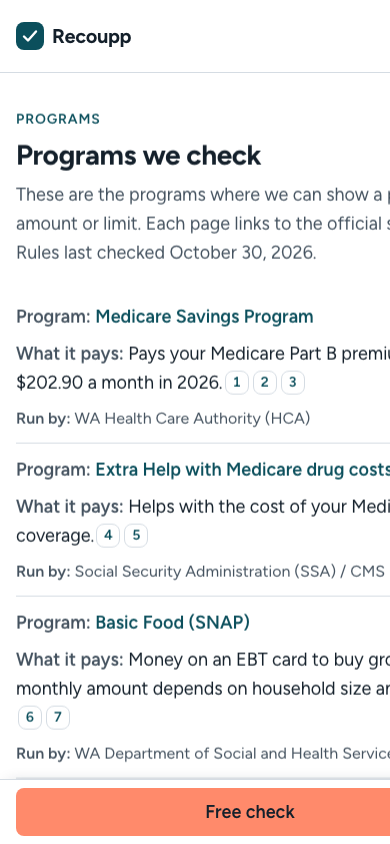 Recoupp
PROGRAMS
Programs we check
These are the programs where we can show a
amount or limit. Each page links to the official
Rules last checked October 30, 2026.
Program: Medicare Savings Program
What it pays: Pays your Medicare Part B
$202.90 a month in 2026. 1 2 3
Run by: WA Health Care Authority (HCA)
Program: Extra Help with Medicare drug costs
What it pays: Helps with the cost of your
coverage. 4 5
Run by: Social Security Administration (SSA) / CMS
Program: Basic Food (SNAP)
What it pays: Money on an EBT card to buy
monthly amount depends on household size
6 7
Run by: WA Department of Social and Health
Free check